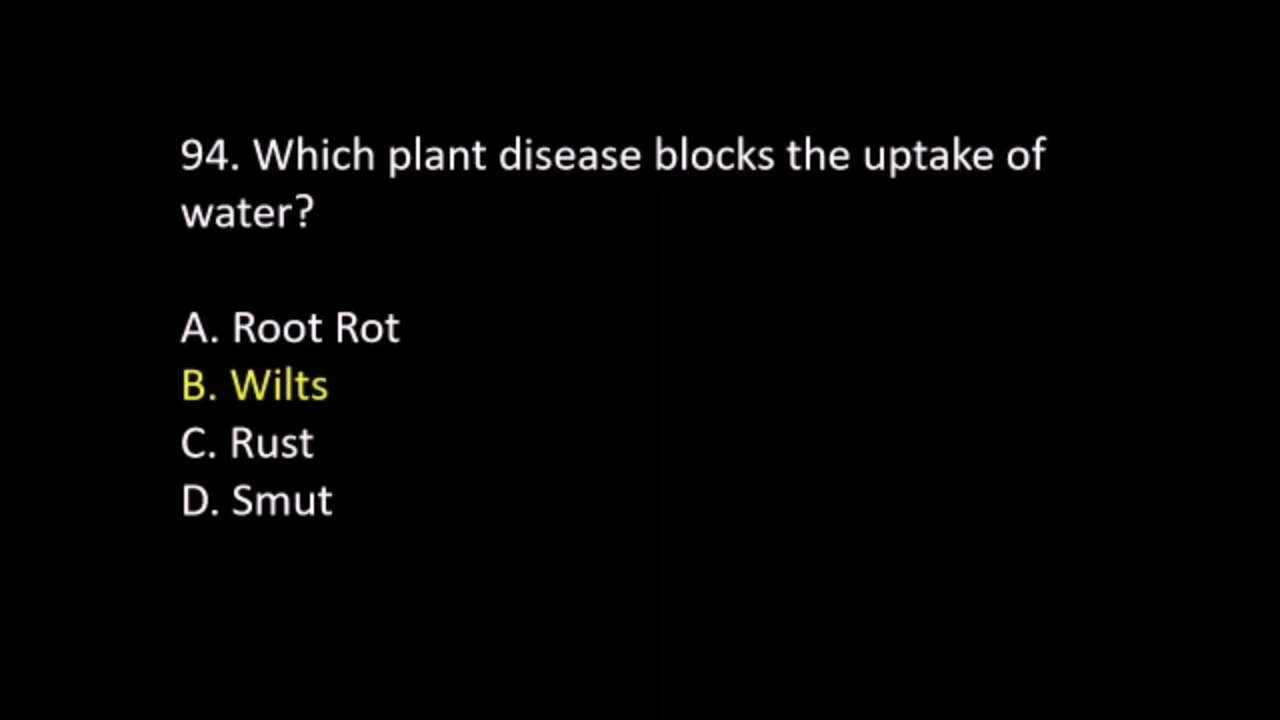 94. Which plant disease blocks the uptake of
water?
A. Root Rot
B. Wilts
C. Rust
D. Smut